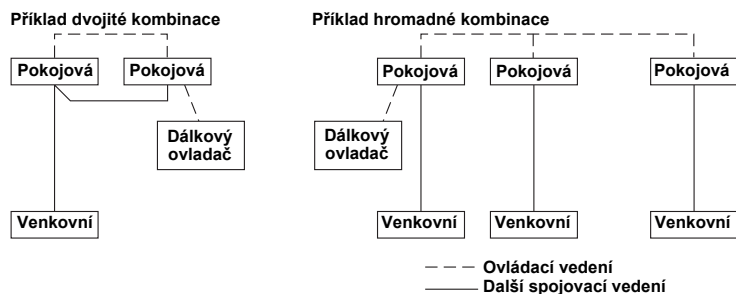 Příklad dvojité kombinace
Pokojová
Pokojová
Dálkový
ovladač
Venkovní
Příklad hromadné kombinace
Pokojová
Pokojová
Pokojová
Dálkový
ovladač
Venkovní
Venkovní
Venkovní
Ovládací vedení
Další spojovací vedení